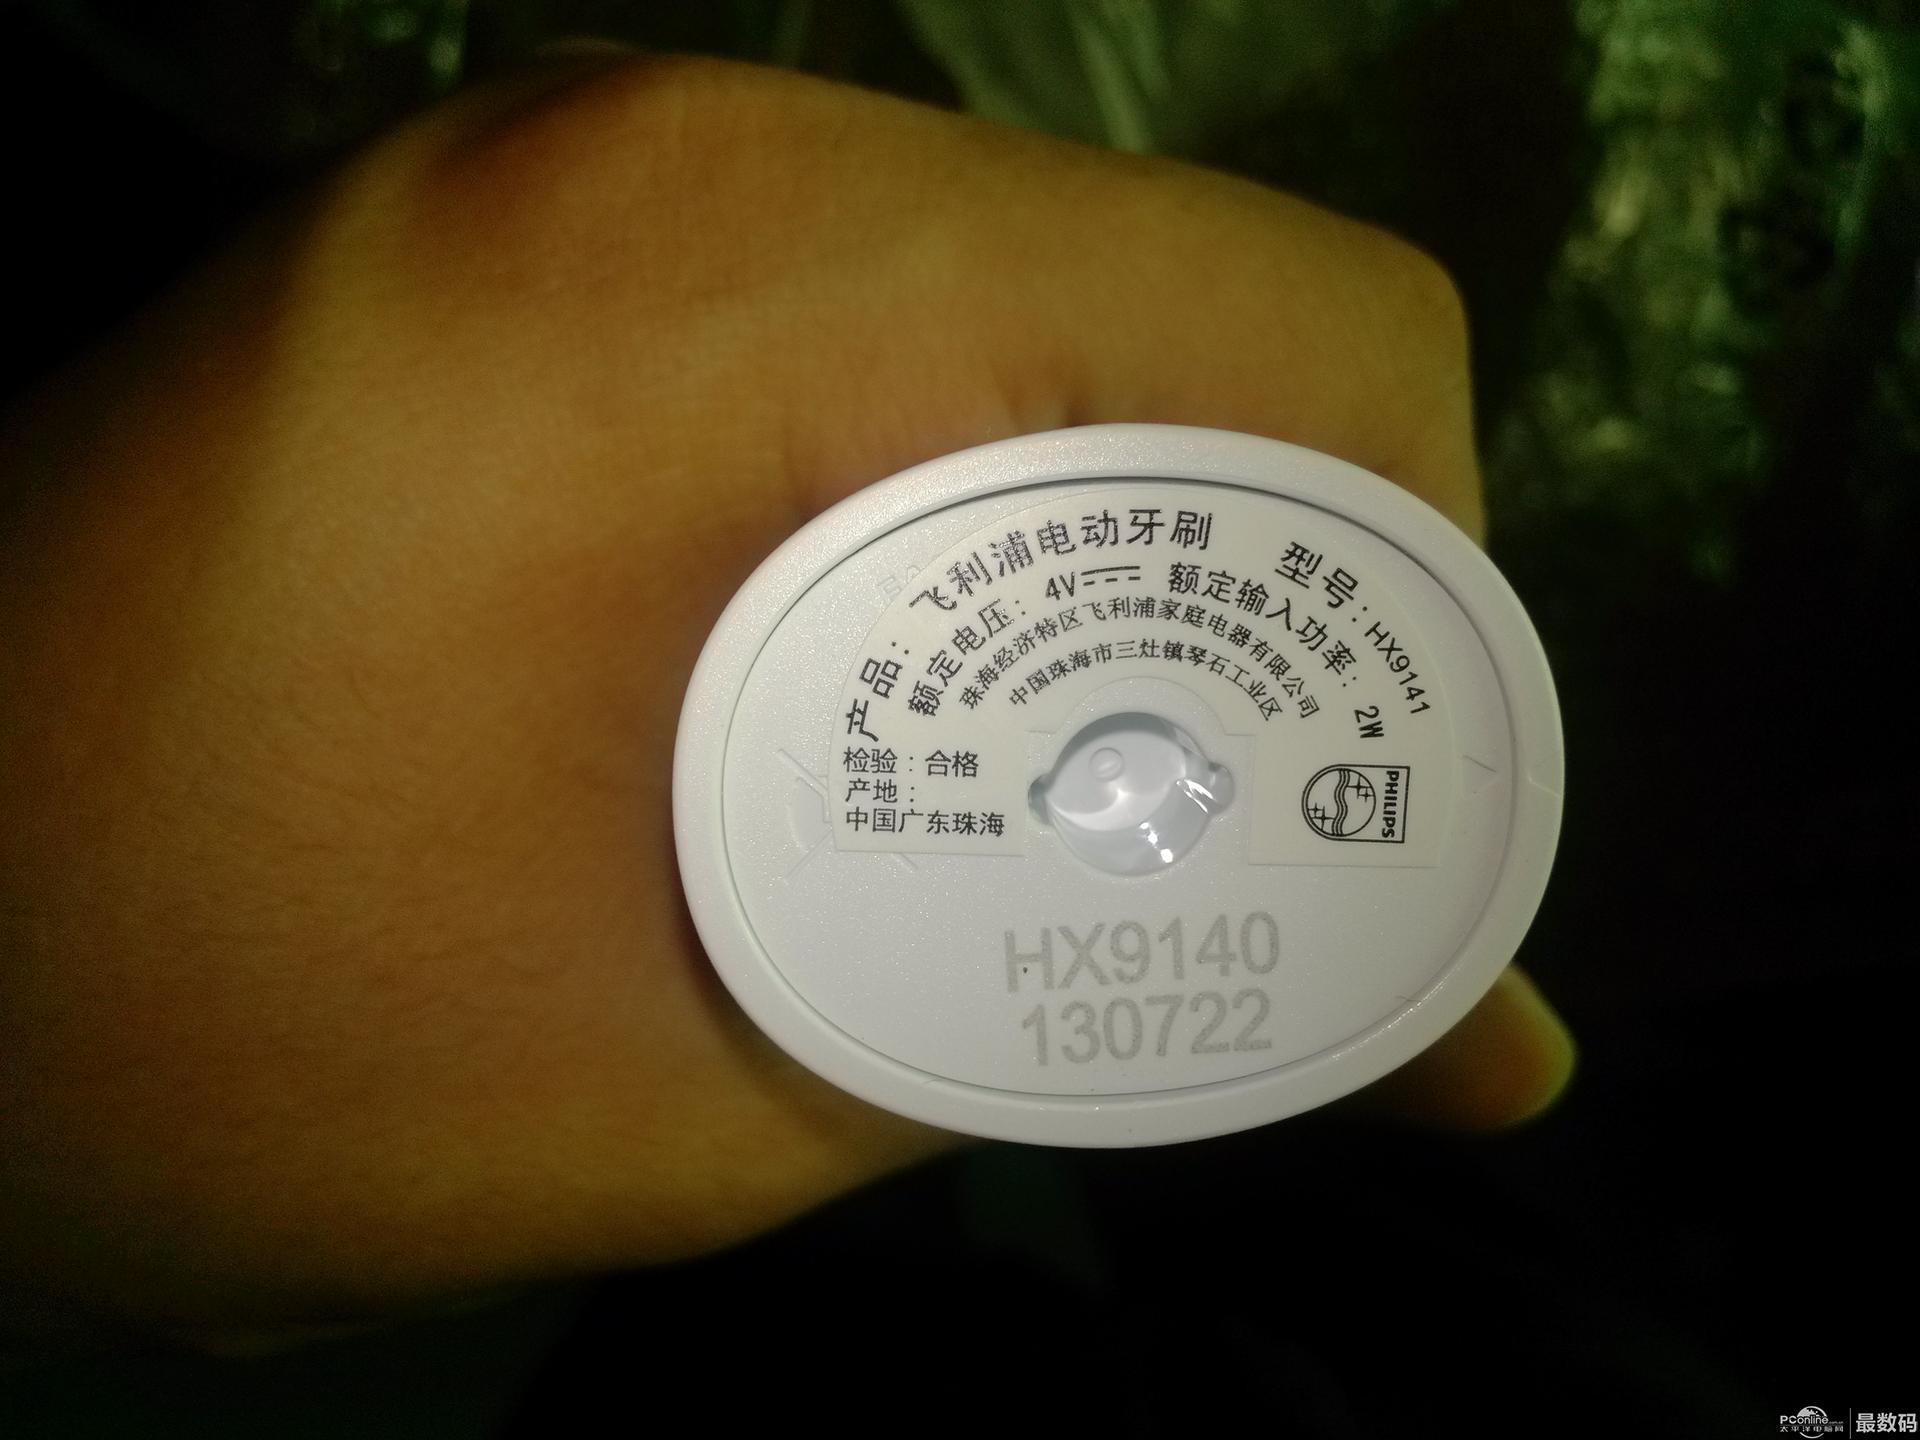 产品：飞利浦电动牙刷 型号：HX9141
额定电压：4V 额定输入功率：2W
珠海经济特区飞利浦家庭电器有限公司
中国珠海市三灶镇琴石工业区
检验：合格
产地：
中国广东珠海
PHILIPS
HX9140
130722
PConline.com.cn
太平洋电脑网
最数码